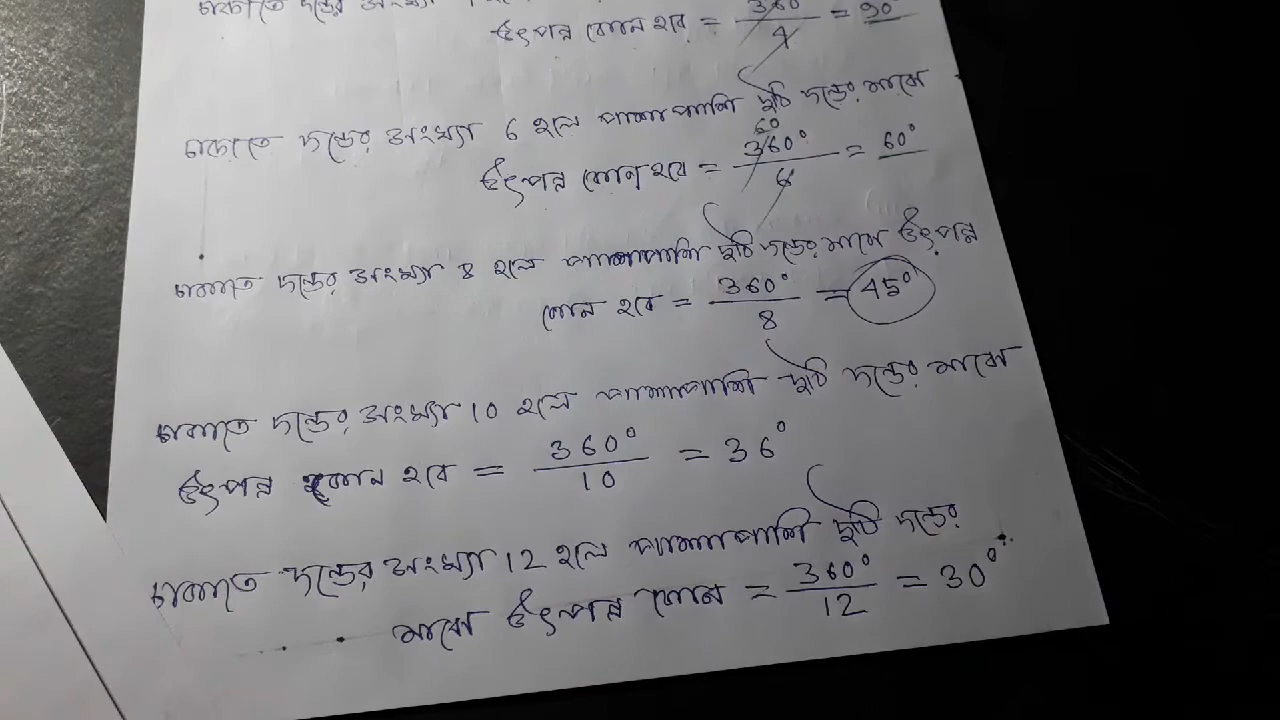 চাকাতে দন্ডের সংখ্যা
উৎপন্ন কোন হবে = 360 / 4 = 90°
চাকাতে দন্ডের সংখ্যা 6 হলে পাশাপাশি দুটি দন্ডের মাঝে
উৎপন্ন কোন হবে = 360° / 6 = 60°
60
চাকাতে দন্ডের সংখ্যা 8 হলে পাশাপাশি দুটি দন্ডের মাঝে উৎপন্ন
কোন হবে = 360° / 8 = 45°
চাকাতে দন্ডের সংখ্যা 10 হলে পাশাপাশি দুটি দন্ডের মাঝে
উৎপন্ন কোন হবে = 360° / 10 = 36°
চাকাতে দন্ডের সংখ্যা 12 হলে পাশাপাশি দুটি দন্ডের
মাঝে উৎপন্ন কোন = 360° / 12 = 30°